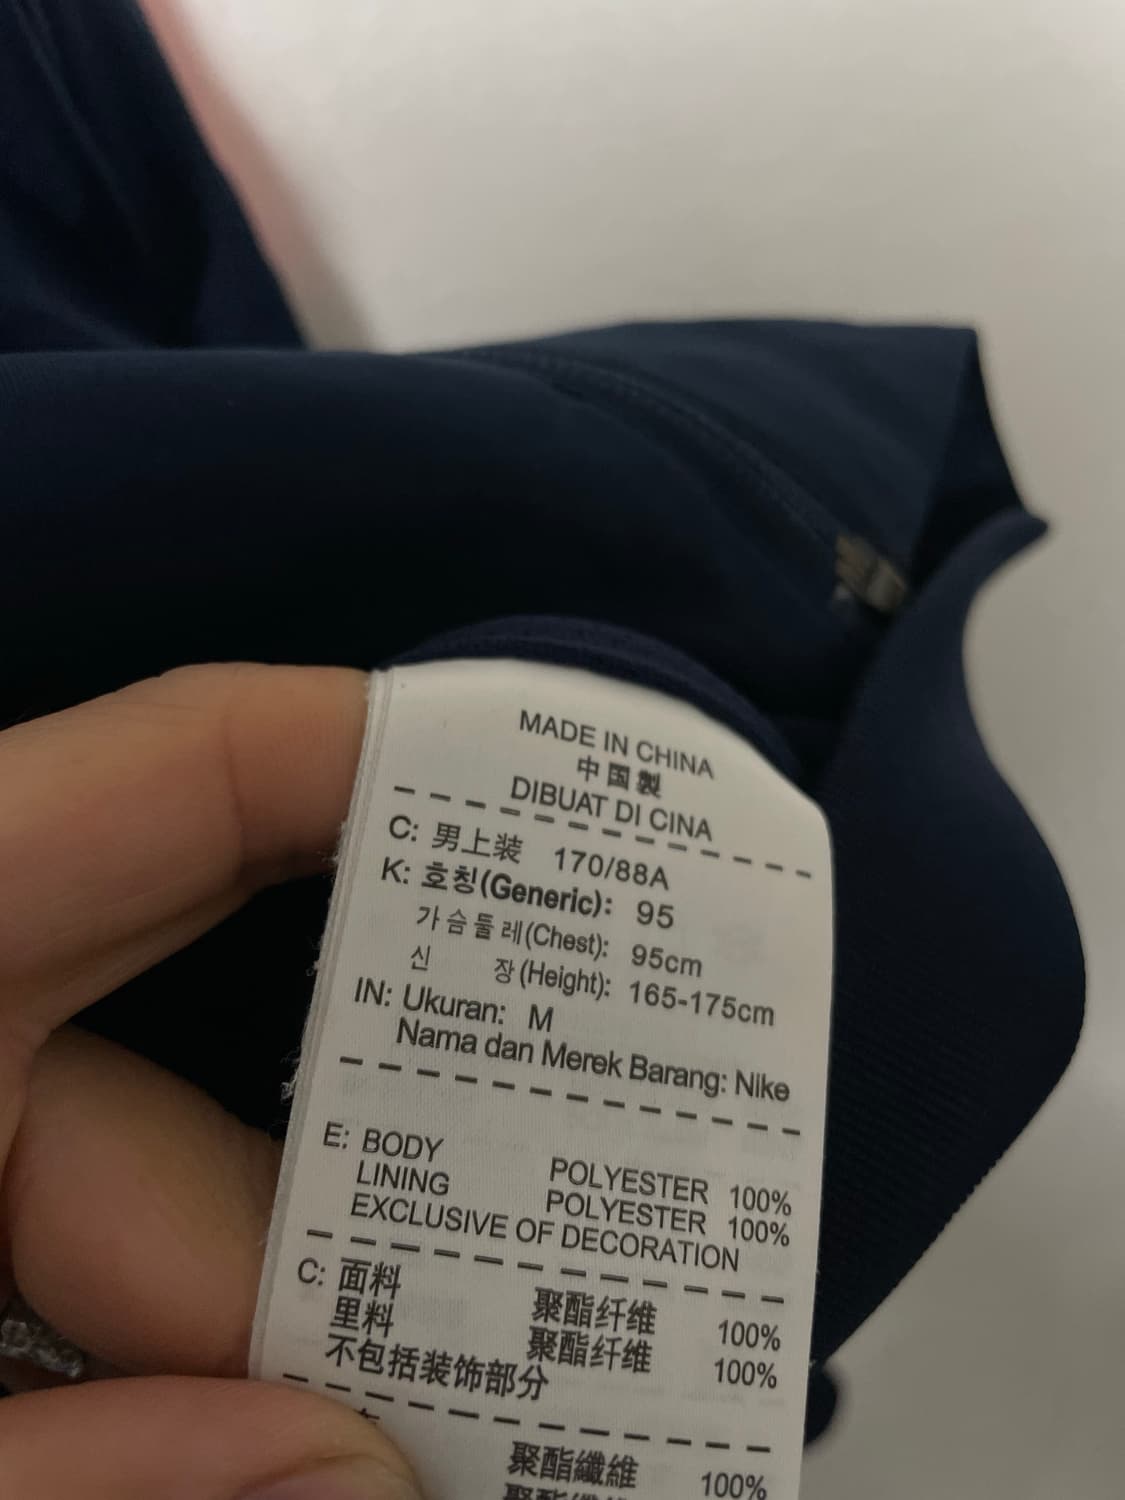 MADE IN CHINA
中国製
DIBUAT DI CINA
C: 男上装 170/88A
K: 호칭(Generic): 95
가슴둘레(Chest): 95cm
신 장(Height): 165-175cm
IN: Ukuran: M
Nama dan Merek Barang: Nike
E: BODY POLYESTER 100%
LINING POLYESTER 100%
EXCLUSIVE OF DECORATION
C: 面料 聚酯纤维 100%
里料 聚酯纤维 100%
不包括装饰部分
聚酯纖維 100%